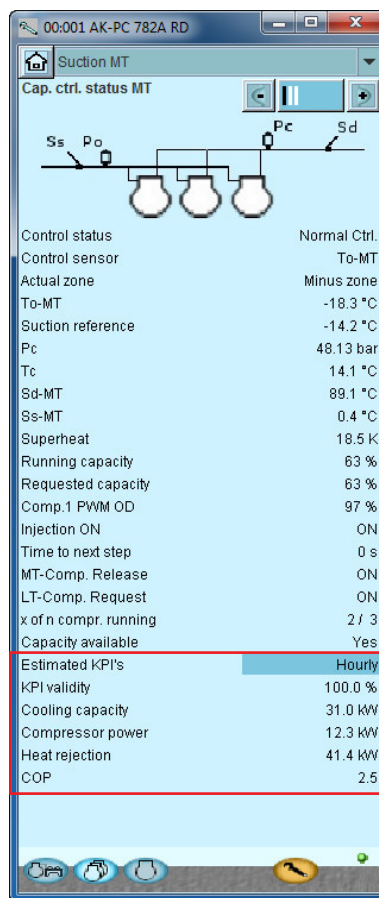 00:001 AK-PC 782A RD
Suction MT
Cap. ctrl. status MT
Pc Sd
Ss Po
Control status Normal Ctrl.
Control sensor To-MT
Actual zone Minus zone
To-MT -18.3 °C
Suction reference -14.2 °C
Pc 48.13 bar
Tc 14.1 °C
Sd-MT 89.1 °C
Ss-MT 0.4 °C
Superheat 18.5 K
Running capacity 63 %
Requested capacity 63 %
Comp.1 PWM OD 97 %
Injection ON ON
Time to next step 0 s
MT-Comp. Release ON
LT-Comp. Request ON
x of n compr. running 2 / 3
Capacity available Yes
Estimated KPI's Hourly
KPI validity 100.0 %
Cooling capacity 31.0 kW
Compressor power 12.3 kW
Heat rejection 41.4 kW
COP 2.5